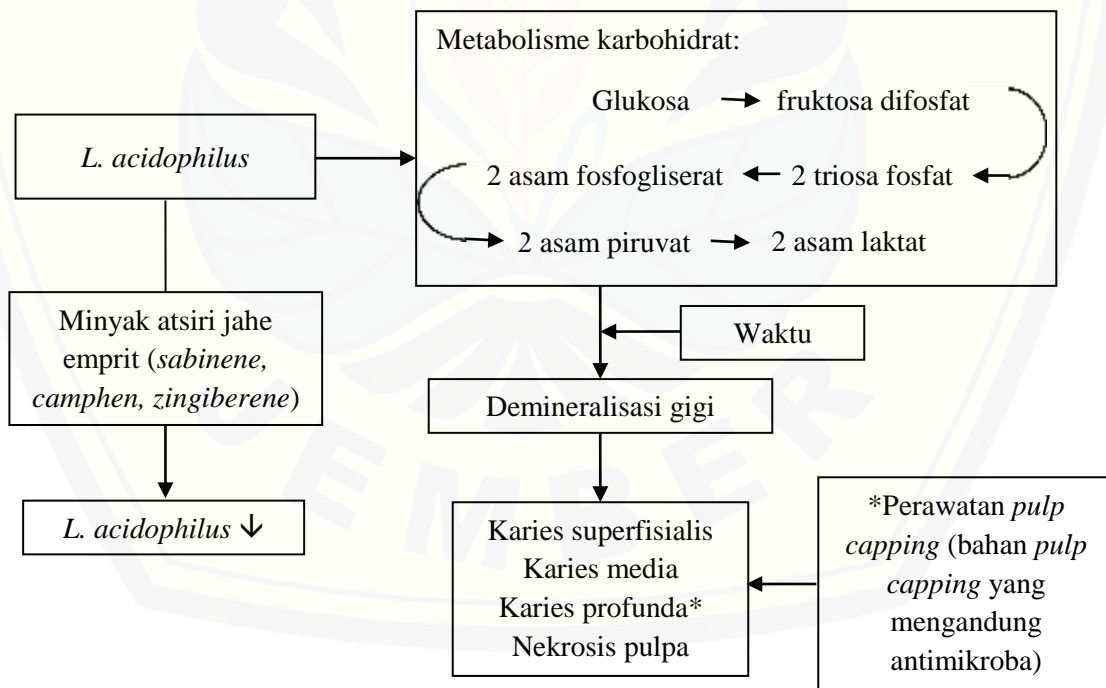 Metabolisme karbohidrat:
Glukosa → fruktosa difosfat
2 asam fosfogliserat ← 2 triosa fosfat
2 asam piruvat → 2 asam laktat
L. acidophilus
Minyak atsiri jahe
emprit (sabinene,
camphen, zingiberene)
L. acidophilus ↓
Waktu
Demineralisasi gigi
Karies superfisialis
Karies media
Karies profunda*
Nekrosis pulpa
*Perawatan pulp
capping (bahan pulp
capping yang
mengandung
antimikroba)
JEMBER